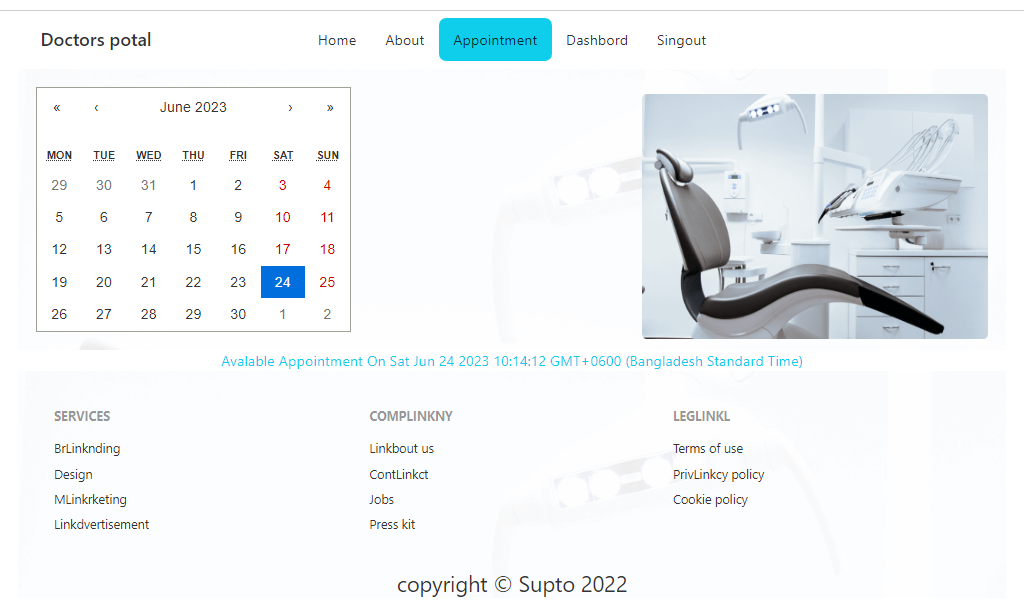 Doctors potal Home About Appointment Dashbord Singout
« ‹ June 2023 › »
MON TUE WED THU FRI SAT SUN
29 30 31 1 2 3 4
5 6 7 8 9 10 11
12 13 14 15 16 17 18
19 20 21 22 23 24 25
26 27 28 29 30 1 2
Avalable Appointment On Sat Jun 24 2023 10:14:12 GMT+0600 (Bangladesh Standard Time)
SERVICES
BrLinknding
Design
MLinkrketing
Linkdvertisement
COMPLINKNY
Linkbout us
ContLinkct
Jobs
Press kit
LEGLINKL
Terms of use
PrivLinkcy policy
Cookie policy
copyright © Supto 2022